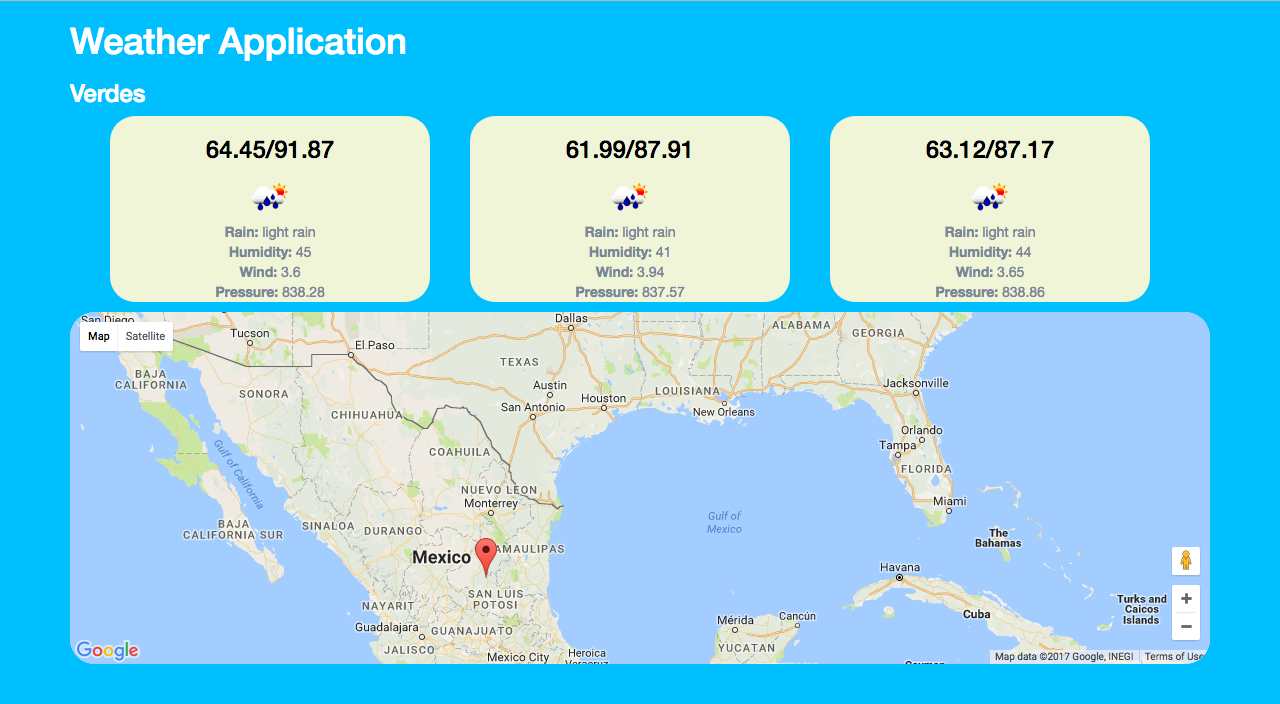 Weather Application
Verdes
64.45/91.87
Rain: light rain
Humidity: 45
Wind: 3.6
Pressure: 838.28
61.99/87.91
Rain: light rain
Humidity: 41
Wind: 3.94
Pressure: 837.57
63.12/87.17
Rain: light rain
Humidity: 44
Wind: 3.65
Pressure: 838.86
San Diego
Map Satellite
Tucson
El Paso
Dallas
ALABAMA
GEORGIA
TEXAS
BAJA
CALIFORNIA
SONORA
Austin
LOUISIANA
Jacksonville
Houston
San Antonio
New Orleans
CHIHUAHUA
Orlando
Tampa
COAHUILA
FLORIDA
Gulf of
California
NUEVO LEON
Monterrey
Miami
Gulf of
Mexico
BAJA
CALIFORNIA SUR
SINALOA
DURANGO
The
Bahamas
Mexico
AMAULIPAS
Havana
SAN LUIS
POTOSI
NAYARIT
Turks and
Caicos
Islands
Cuba
Guadalajara
GUANAJUATO
Mérida
Cancún
JALISCO
YUCATAN
Mexico City
Heroica
Veracruz
Google
Map data ©2017 Google, INEGI Terms of Use